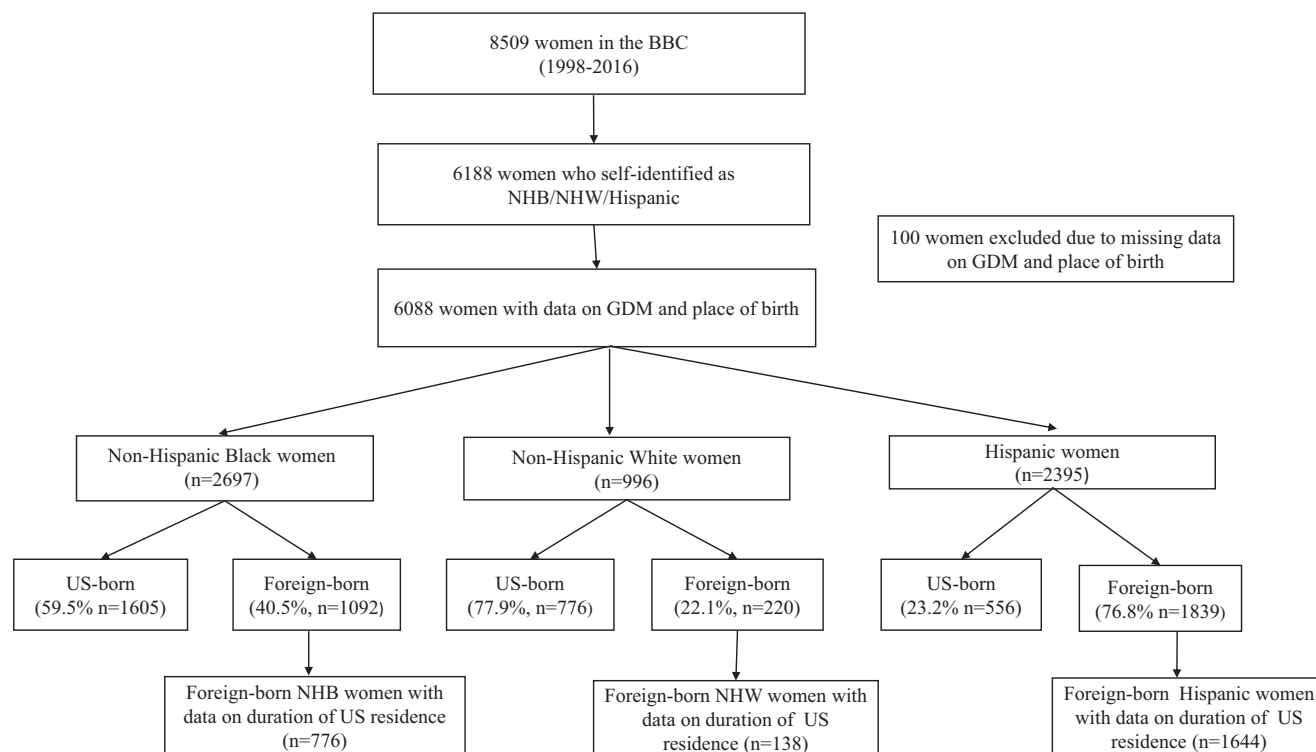 8509 women in the BBC
(1998-2016)
6188 women who self-identified as
NHB/NHW/Hispanic
100 women excluded due to missing data
on GDM and place of birth
6088 women with data on GDM and place of birth
Non-Hispanic Black women
(n=2697)
Non-Hispanic White women
(n=996)
Hispanic women
(n=2395)
US-born
(59.5% n=1605)
Foreign-born
(40.5%, n=1092)
US-born
(77.9%, n=776)
Foreign-born
(22.1%, n=220)
US-born
(23.2% n=556)
Foreign-born
(76.8% n=1839)
Foreign-born NHB women with
data on duration of US residence
(n=776)
Foreign-born NHW women with
data on duration of US
residence (n=138)
Foreign-born Hispanic women
with data on duration of US
residence (n=1644)